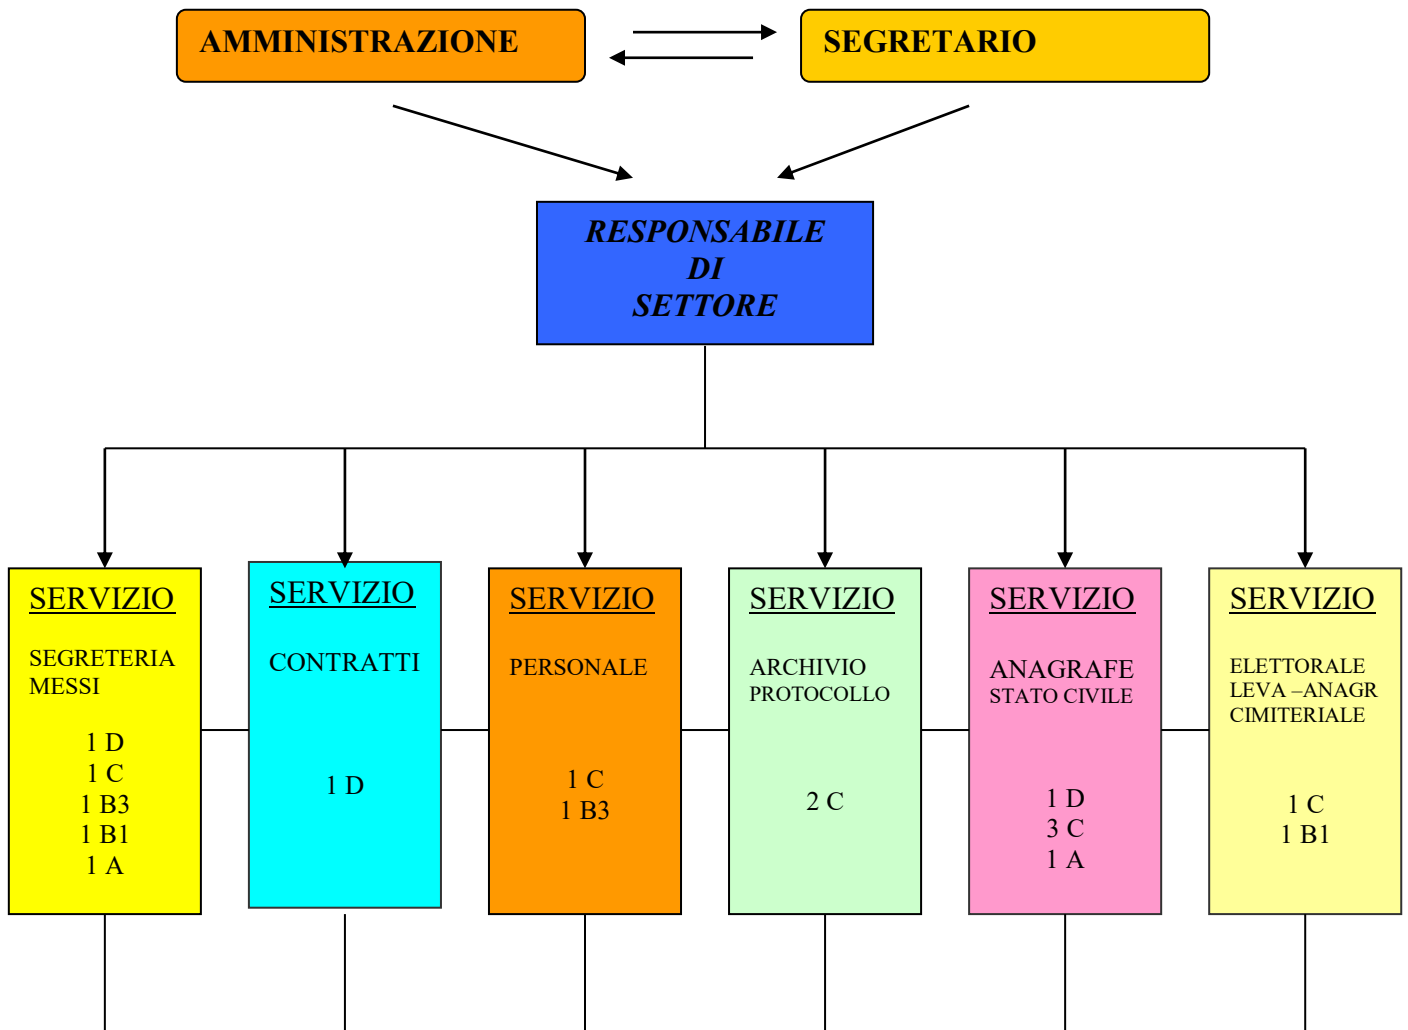 AMMINISTRAZIONE
SEGRETARIO
RESPONSABILE
DI
SETTORE
SERVIZIO
SEGRETERIA
MESSI
1 D
1 C
1 B3
1 B1
1 A
SERVIZIO
CONTRATTI
1 D
SERVIZIO
PERSONALE
1 C
1 B3
SERVIZIO
ARCHIVIO
PROTOCOLLO
2 C
SERVIZIO
ANAGRAFE
STATO CIVILE
1 D
3 C
1 A
SERVIZIO
ELETTORALE
LEVA –ANAGR
CIMITERIALE
1 C
1 B1